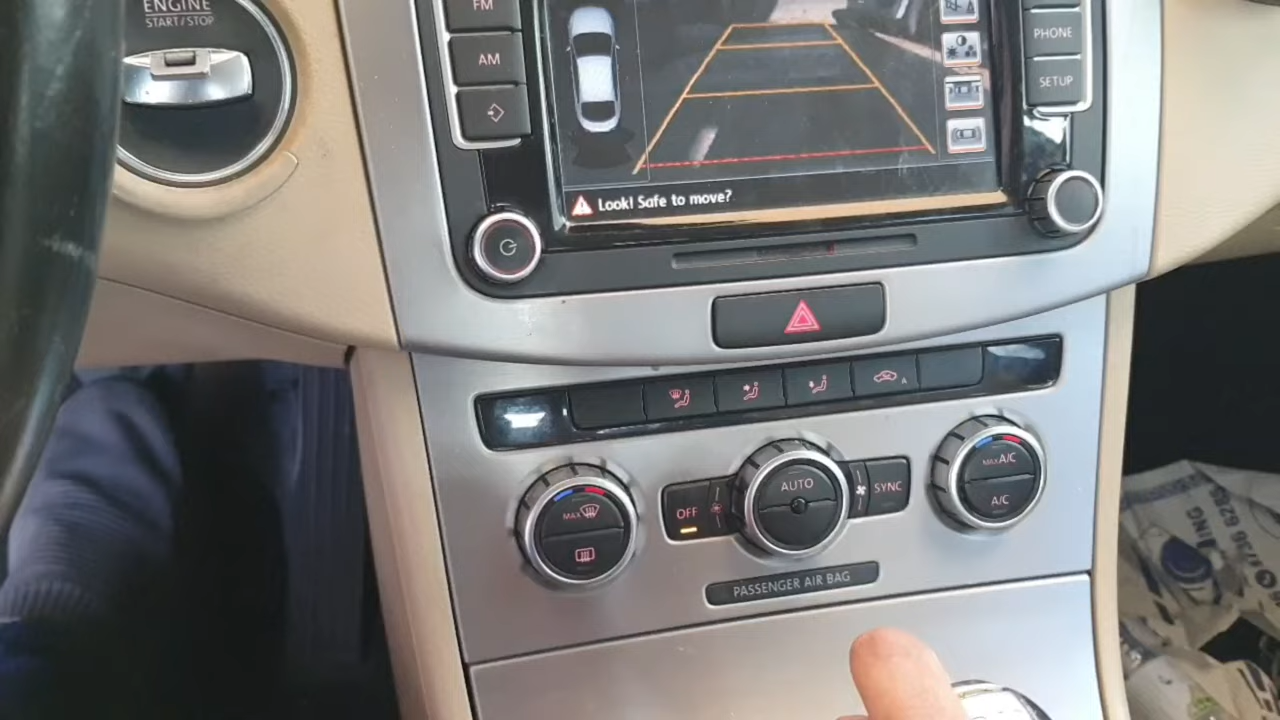 ENGINE
START/STOP
FM
AM
PHONE
SETUP
Look! Safe to move?
A
MAX
OFF
AUTO
SYNC
MAX A/C
A/C
PASSENGER AIR BAG
ING